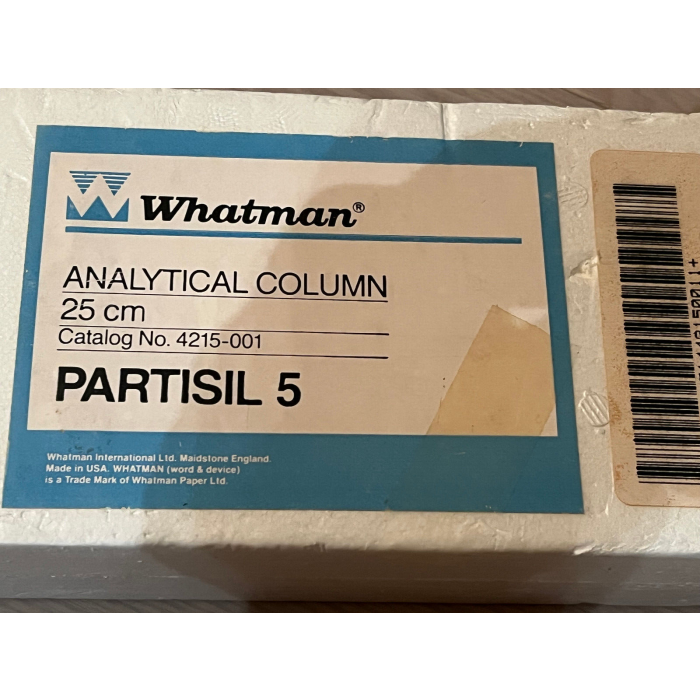 Whatman®
ANALYTICAL COLUMN
25 cm
Catalog No. 4215-001
PARTISIL 5
Whatman International Ltd. Maidstone England.
Made in USA. WHATMAN (word & device)
is a Trade Mark of Whatman Paper Ltd.